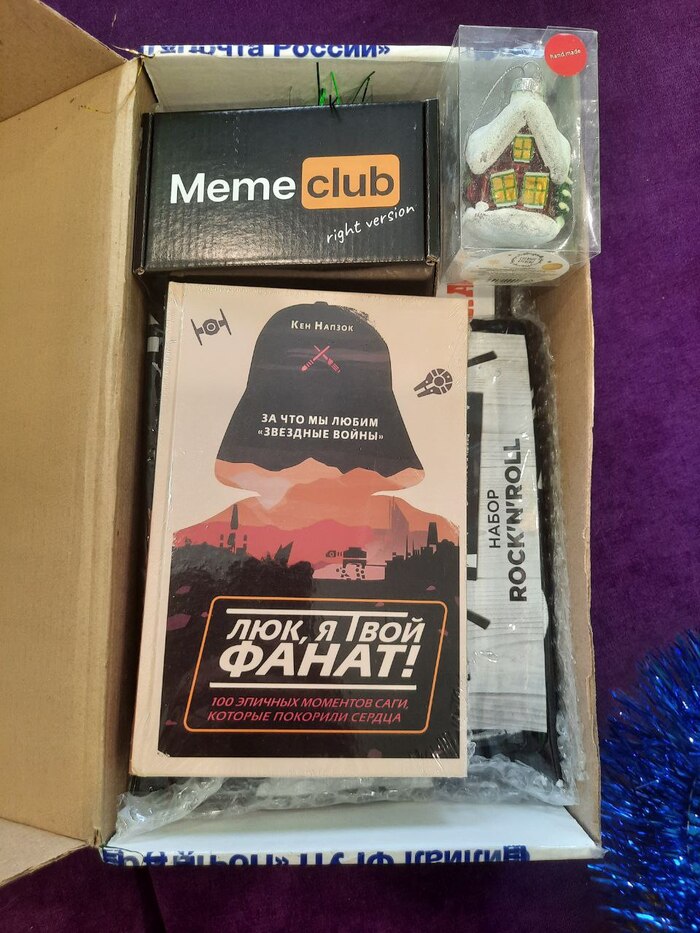 Почта России»
hand made
Meme club
right version
Кен Напзок
ЗА ЧТО МЫ ЛЮБИМ
«ЗВЕЗДНЫЕ ВОЙНЫ»
НАБОР
ROCK'N'ROLL
ЛЮК, Я ТВОЙ
ФАНАТ!
100 ЭПИЧНЫХ МОМЕНТОВ САГИ,
КОТОРЫЕ ПОКОРИЛИ СЕРДЦА